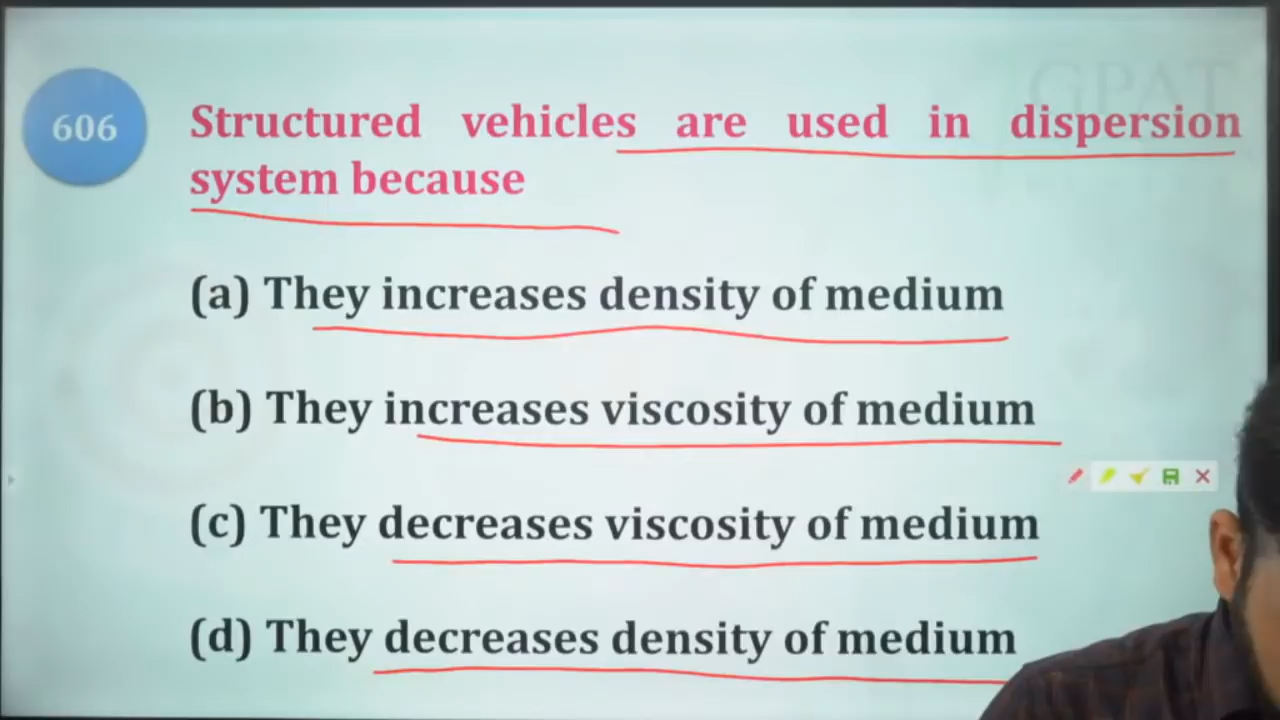 GPAT
606
Structured vehicles are used in dispersion
system because
(a) They increases density of medium
(b) They increases viscosity of medium
(c) They decreases viscosity of medium
(d) They decreases density of medium